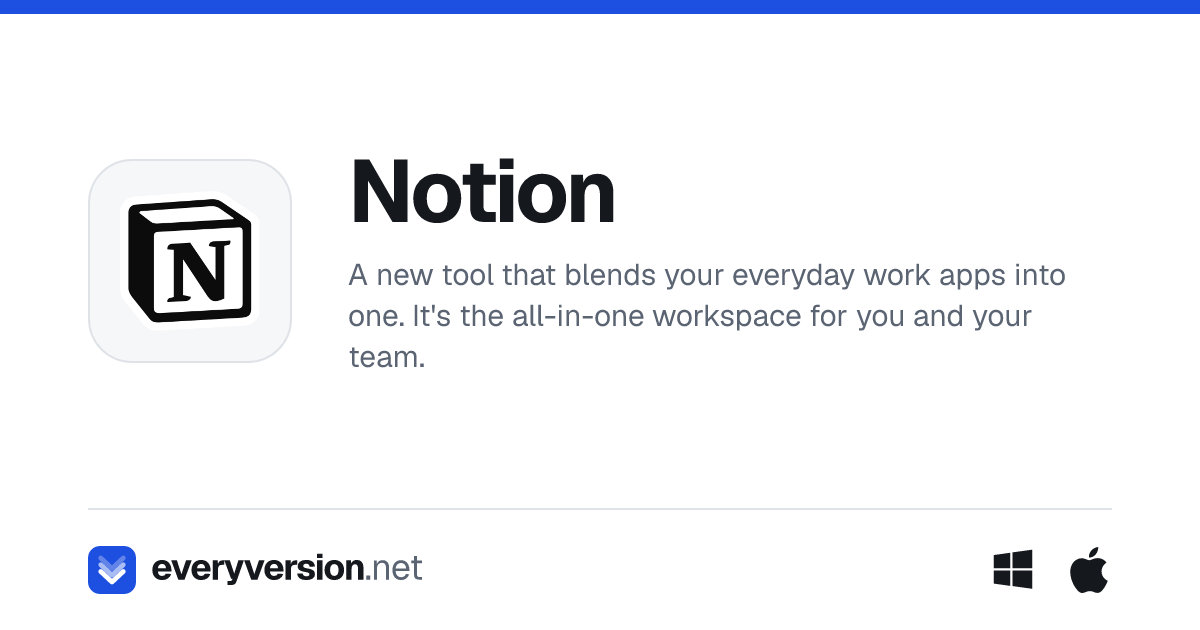 Notion
N
A new tool that blends your everyday work apps into
one. It's the all-in-one workspace for you and your
team.
everyversion.net